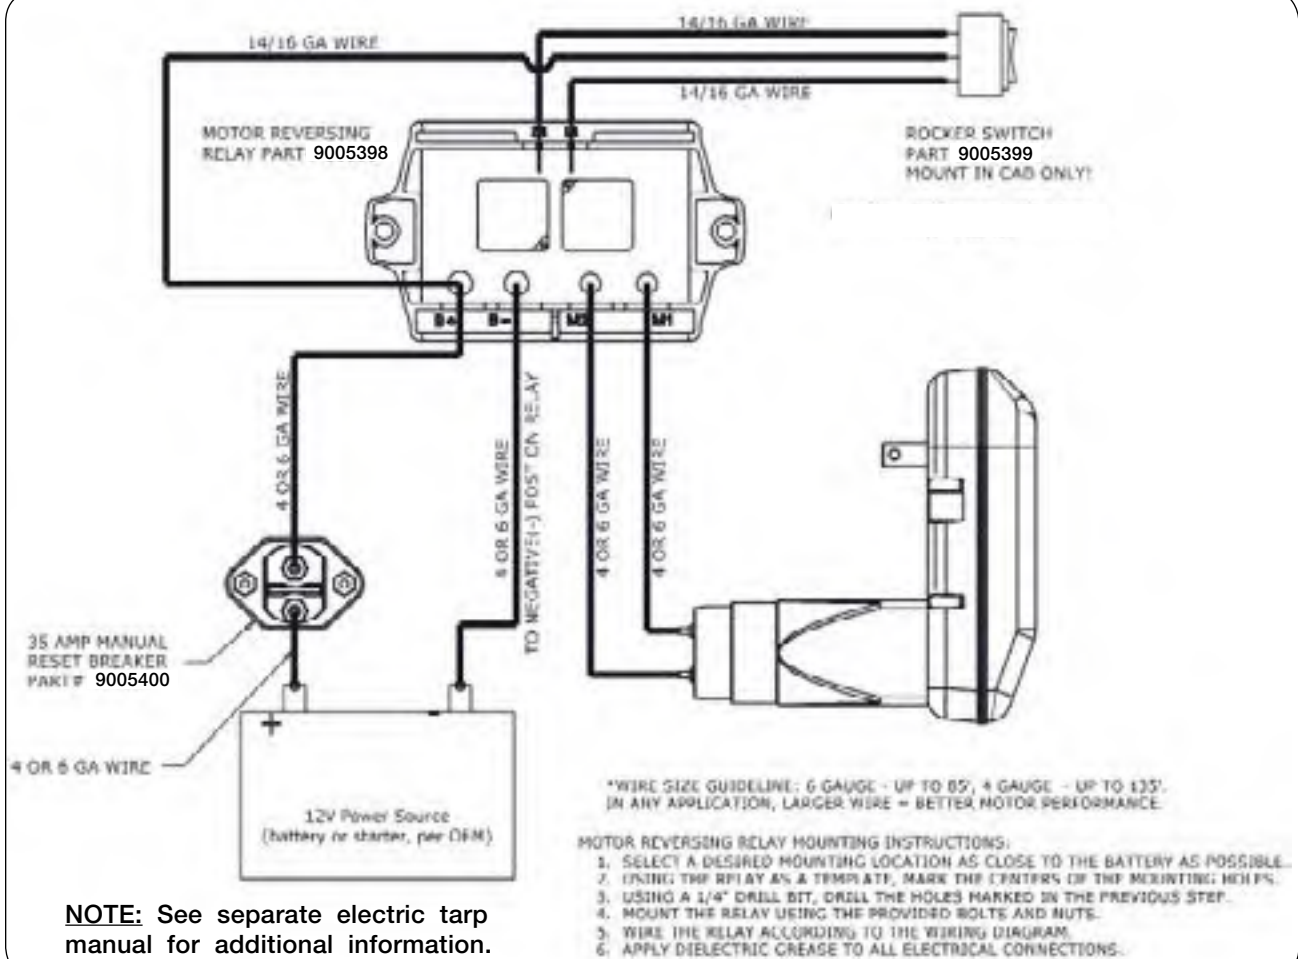 14/16 GA WIRE
14/16 GA WIRE
14/16 GA WIRE
MOTOR REVERSING
RELAY PART 9005398
ROCKER SWITCH
PART 9005399
MOUNT IN CAB ONLY!
B+
B-
M2
M1
4 OR 6 GA WIRE
4 OR 6 GA WIRE
TO NEGATIVE(-) POST ON RELAY
4 OR 6 GA WIRE
4 OR 6 GA WIRE
35 AMP MANUAL
RESET BREAKER
PART# 9005400
4 OR 6 GA WIRE
+
-
12V Power Source
(battery or starter, per OEM)
*WIRE SIZE GUIDELINE: 6 GAUGE - UP TO 85', 4 GAUGE - UP TO 135'.
IN ANY APPLICATION, LARGER WIRE = BETTER MOTOR PERFORMANCE.
MOTOR REVERSING RELAY MOUNTING INSTRUCTIONS:
1. SELECT A DESIRED MOUNTING LOCATION AS CLOSE TO THE BATTERY AS POSSIBLE.
2. USING THE RELAY AS A TEMPLATE, MARK THE CENTERS OF THE MOUNTING HOLES.
3. USING A 1/4" DRILL BIT, DRILL THE HOLES MARKED IN THE PREVIOUS STEP.
4. MOUNT THE RELAY USING THE PROVIDED BOLTS AND NUTS.
5. WIRE THE RELAY ACCORDING TO THE WIRING DIAGRAM.
6. APPLY DIELECTRIC GREASE TO ALL ELECTRICAL CONNECTIONS.
NOTE: See separate electric tarp
manual for additional information.